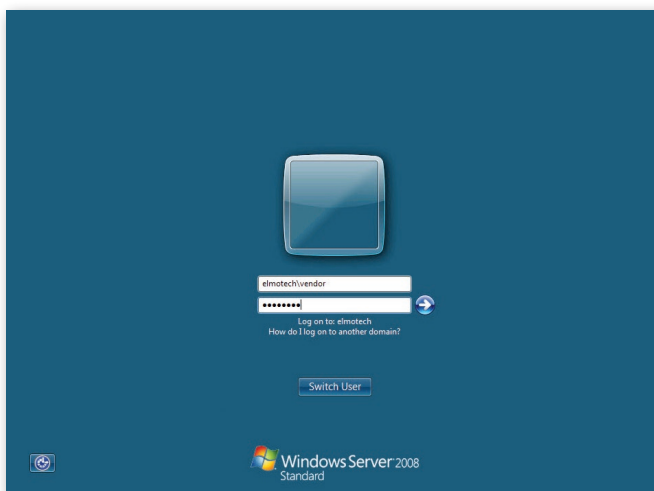 elmotech\vendor
••••••••
Log on to: elmotech
How do I log on to another domain?
Switch User
Windows Server 2008
Standard